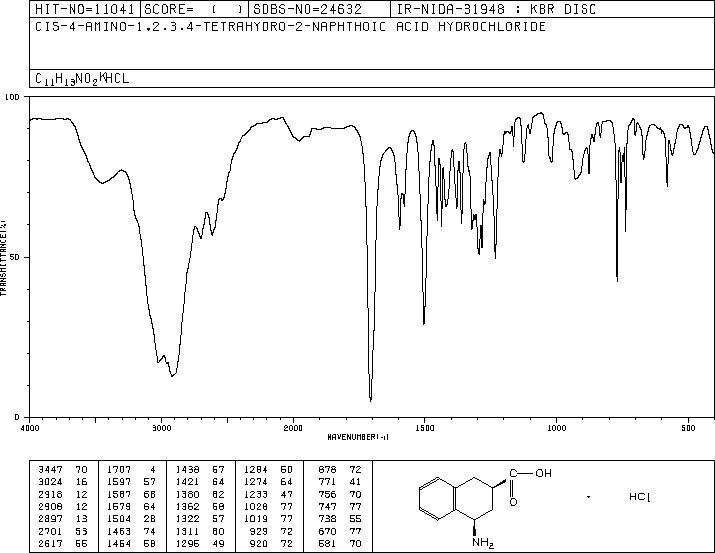 HIT-NO=11041 SCORE= ( ) SDBS-NO=24632 IR-NIDA-31948 : KBR DISC
CIS-4-AMINO-1,2,3,4-TETRAHYDRO-2-NAPHTHOIC ACID HYDROCHLORIDE
C11H13NO2*HCL
100
50
0
TRANSMITTANCE(%)
4000 3000 2000 1500 1000 500
WAVENUMBER(-1)
3447 70 1707 4 1438 57 1284 50 878 72
3024 16 1597 57 1421 64 1274 64 771 41
2918 12 1587 66 1380 62 1233 47 756 70
2908 12 1579 64 1362 58 1028 77 747 77
2897 13 1504 28 1322 57 1019 77 738 55
2701 53 1463 74 1311 60 929 72 670 77
2617 55 1454 58 1295 49 920 72 581 70
C OH
O
NH2
· HCl